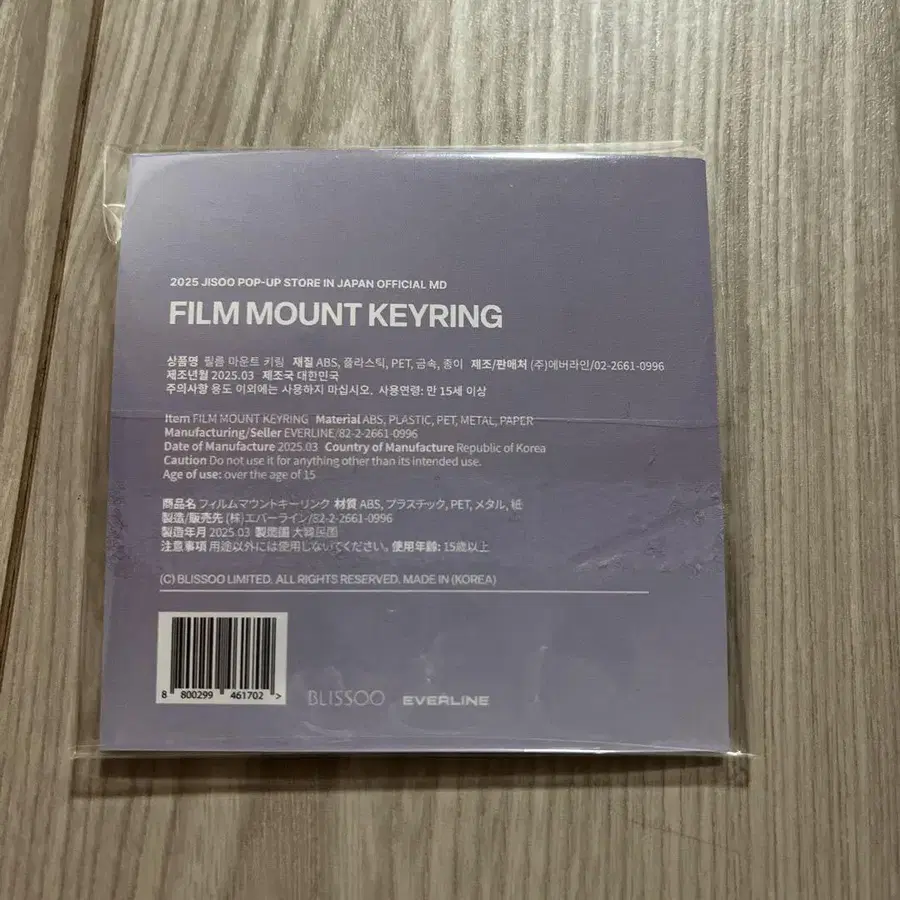 2025 JISOO POP-UP STORE IN JAPAN OFFICIAL MD
FILM MOUNT KEYRING
상품명 필름 마운트 키링 재질 ABS, 플라스틱, PET, 금속, 종이 제조/판매처 (주)에버라인/02-2661-0996
제조년월 2025.03 제조국 대한민국
주의사항 용도 이외에는 사용하지 마십시오. 사용연령: 만 15세 이상
Item FILM MOUNT KEYRING Material ABS, PLASTIC, PET, METAL, PAPER
Manufacturing/Seller EVERLINE/82-2-2661-0996
Date of Manufacture 2025.03 Country of Manufacture Republic of Korea
Caution Do not use it for anything other than its intended use.
Age of use: over the age of 15
商品名 フィルムマウントキーリング 材質 ABS, プラスチック, PET, メタル, 紙
製造/販売先 (株)エバーライン/82-2-2661-0996
製造年月 2025.03 製造国 大韓民国
注意事項 用途以外には使用しないでください。使用年齢: 15歳以上
(C) BLISSOO LIMITED. ALL RIGHTS RESERVED. MADE IN (KOREA)
8 800299 461702 >
BLISSOO EVERLINE